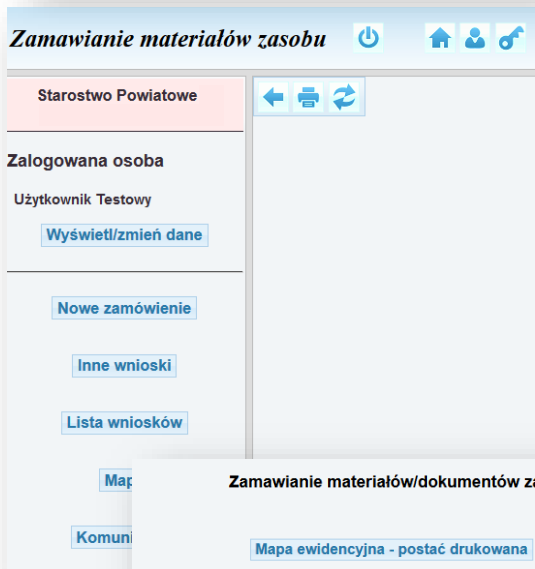 Zamawianie materiałów zasobu
Starostwo Powiatowe
Zalogowana osoba
Użytkownik Testowy
Wyświetl/zmień dane
Nowe zamówienie
Inne wnioski
Lista wniosków
Map
Zamawianie materiałów/dokumentów za
Komuni
Mapa ewidencyjna - postać drukowana